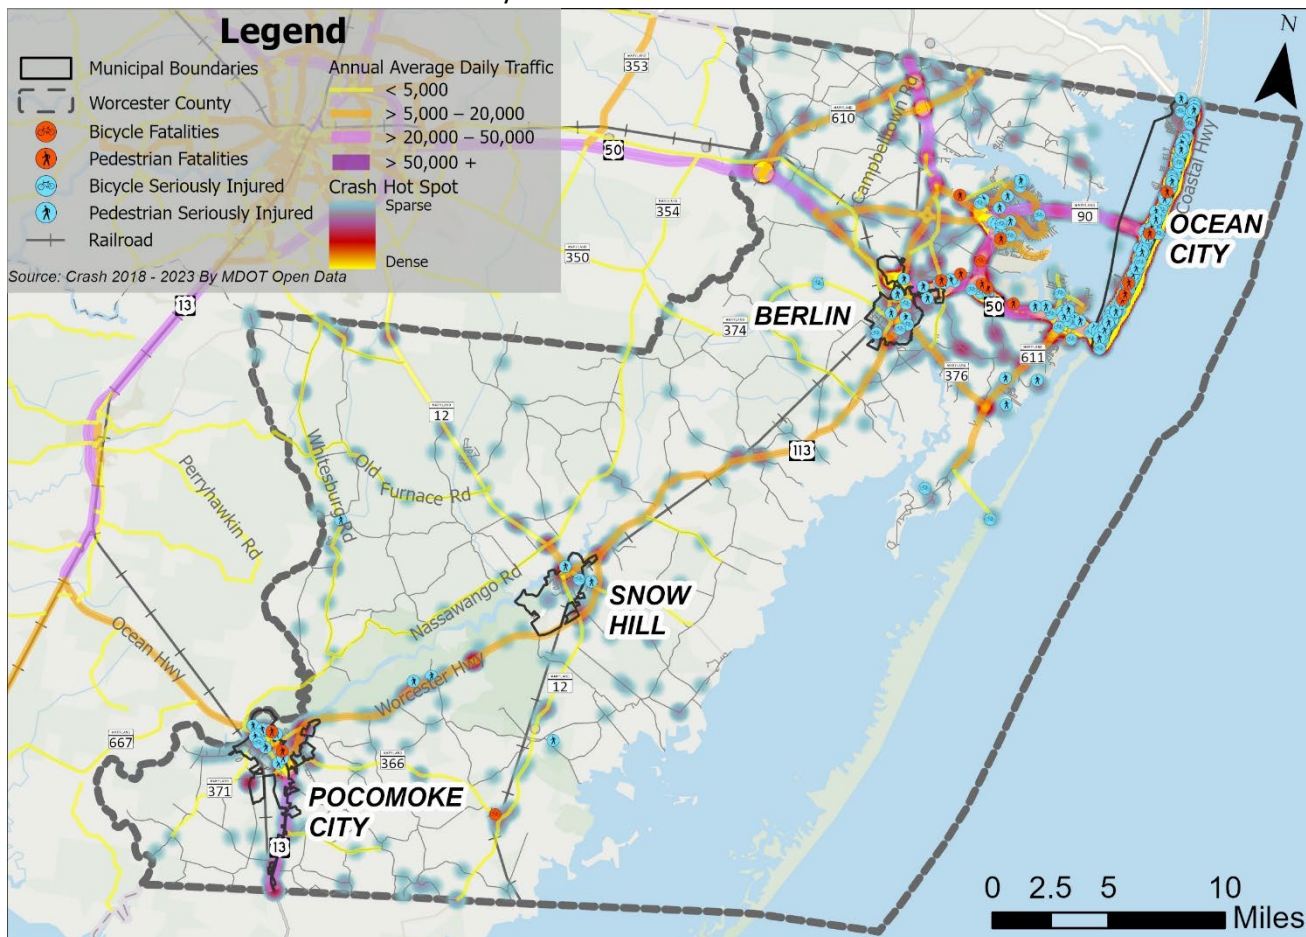 Legend
Municipal Boundaries
Worcester County
Bicycle Fatalities
Pedestrian Fatalities
Bicycle Seriously Injured
Pedestrian Seriously Injured
Railroad
Annual Average Daily Traffic
< 5,000
> 5,000 – 20,000
> 20,000 – 50,000
> 50,000 +
Crash Hot Spot
Sparse
Dense
Source: Crash 2018 - 2023 By MDOT Open Data
N
353
50
610
Campbelltown Rd
354
350
90
Coastal Hwy
OCEAN
CITY
13
BERLIN
50
374
611
376
12
113
Whitesburg Rd
Old
Furnace Rd
Perryhawkin Rd
Nassawango Rd
SNOW
HILL
Ocean Hwy
Worcester Hwy
12
667
366
371
POCOMOKE
CITY
13
0 2.5 5 10
Miles